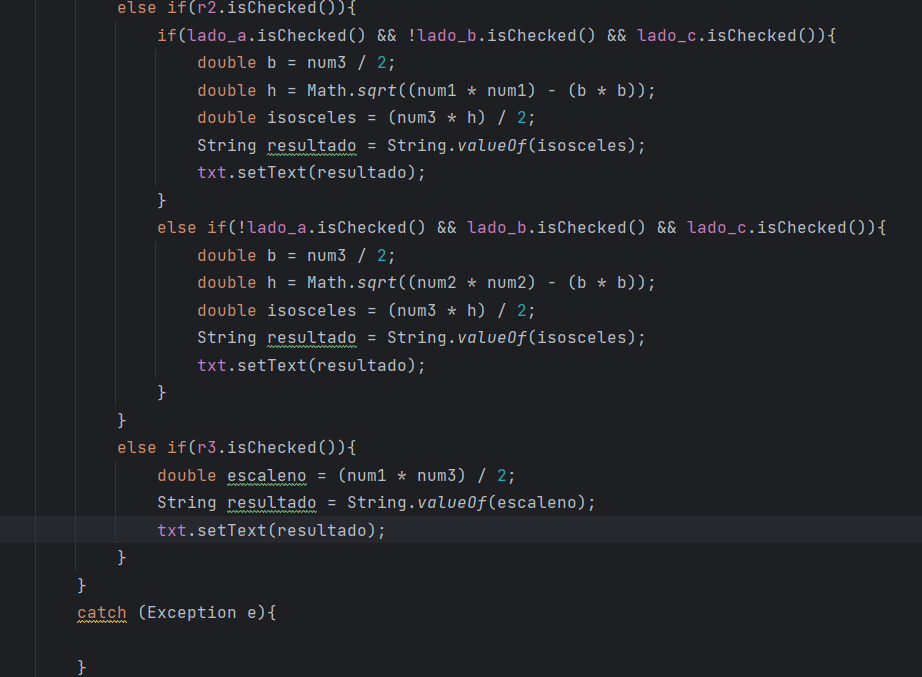 else if(r2.isChecked()){
if(lado_a.isChecked() && !lado_b.isChecked() && lado_c.isChecked()){
double b = num3 / 2;
double h = Math.sqrt((num1 * num1) - (b * b));
double isosceles = (num3 * h) / 2;
String resultado = String.valueOf(isosceles);
txt.setText(resultado);
}
else if(!lado_a.isChecked() && lado_b.isChecked() && lado_c.isChecked()){
double b = num3 / 2;
double h = Math.sqrt((num2 * num2) - (b * b));
double isosceles = (num3 * h) / 2;
String resultado = String.valueOf(isosceles);
txt.setText(resultado);
}
}
else if(r3.isChecked()){
double escaleno = (num1 * num3) / 2;
String resultado = String.valueOf(escaleno);
txt.setText(resultado);
}
}
catch (Exception e){
}